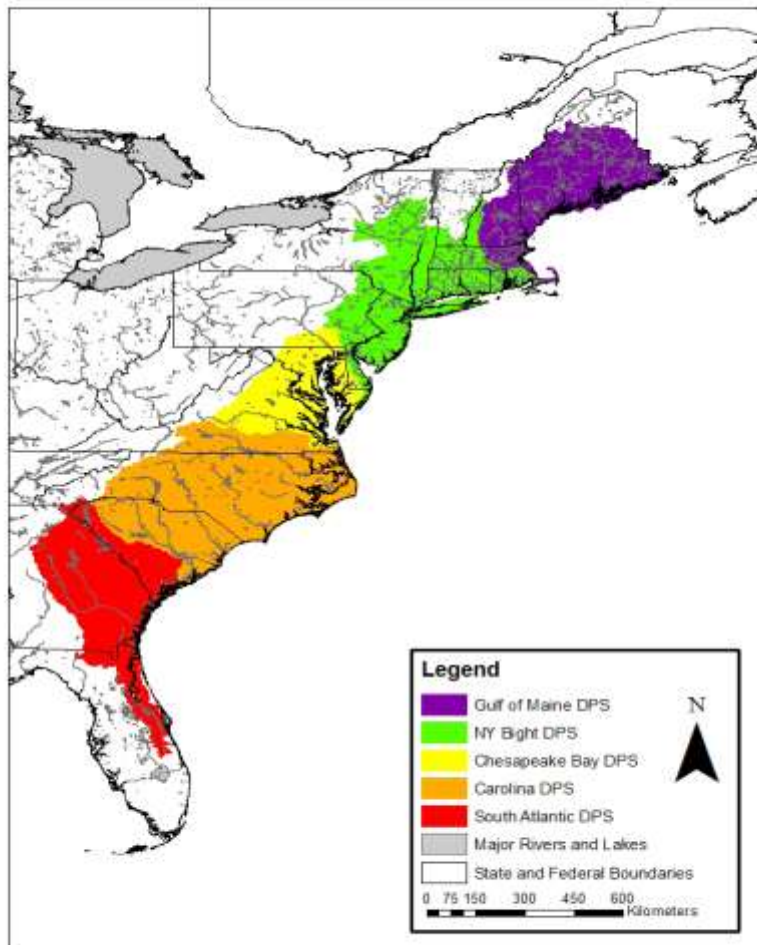 Legend
Gulf of Maine DPS
NY Bight DPS
Chesapeake Bay DPS
Carolina DPS
South Atlantic DPS
Major Rivers and Lakes
State and Federal Boundaries
N
0 75 150 300 450 600
Kilometers